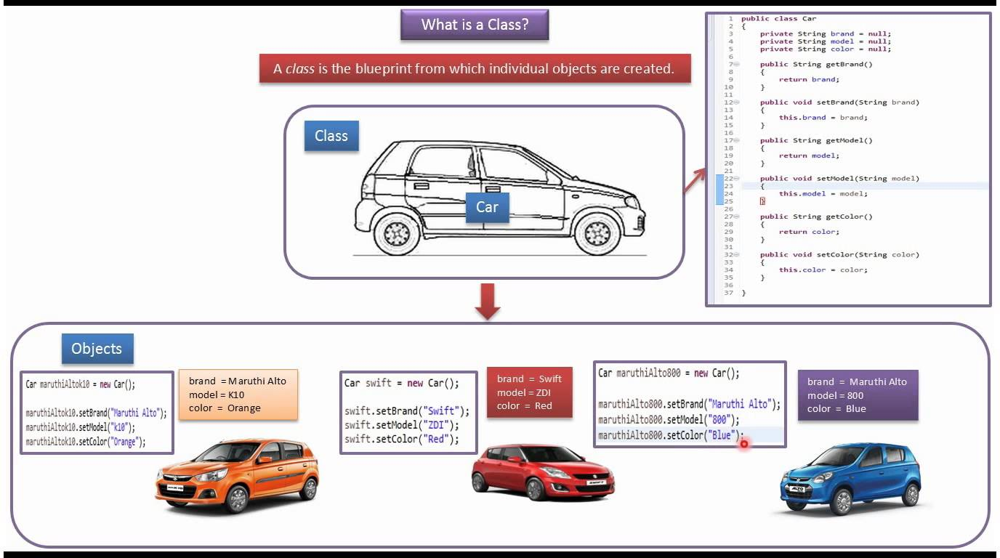 What is a Class?
A class is the blueprint from which individual objects are created.
Class
Car
1 public class Car
2 {
3 private String brand = null;
4 private String model = null;
5 private String color = null;
6
7 public String getBrand()
8 {
9 return brand;
10 }
11
12 public void setBrand(String brand)
13 {
14 this.brand = brand;
15 }
16
17 public String getModel()
18 {
19 return model;
20 }
21
22 public void setModel(String model)
23 {
24 this.model = model;
25 }
26
27 public String getColor()
28 {
29 return color;
30 }
31
32 public void setColor(String color)
33 {
34 this.color = color;
35 }
36
37 }
Objects
Car maruthiAltok10 = new Car();
maruthiAltok10.setBrand("Maruthi Alto");
maruthiAltok10.setModel("k10");
maruthiAltok10.setColor("Orange");
brand = Maruthi Alto
model = K10
color = Orange
Car swift = new Car();
swift.setBrand("Swift");
swift.setModel("ZDI");
swift.setColor("Red");
brand = Swift
model = ZDI
color = Red
SWIFT
Car maruthiAlto800 = new Car();
maruthiAlto800.setBrand("Maruthi Alto");
maruthiAlto800.setModel("800");
maruthiAlto800.setColor("Blue");
brand = Maruthi Alto
model = 800
color = Blue
ALTO